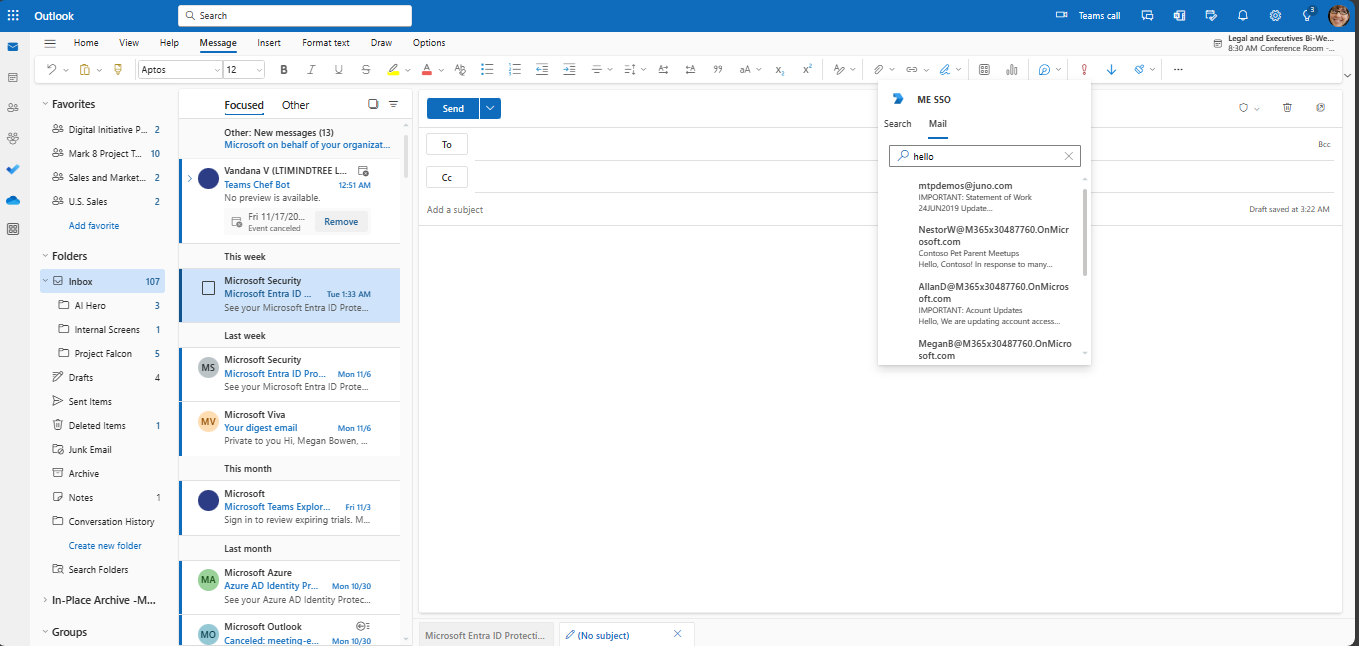 Outlook
Search
Teams call
3
Home View Help Message Insert Format text Draw Options
Legal and Executives Bi-We...
8:30 AM Conference Room -...
Aptos 12 B I U S A 99 aA x₂ x² ...
Favorites
Digital Initiative P... 2
Mark 8 Project T... 10
Sales and Market... 2
U.S. Sales 2
Add favorite
Folders
Inbox 107
AI Hero 3
Internal Screens 1
Project Falcon 5
Drafts 4
Sent Items
Deleted Items 1
Junk Email
Archive
Notes 1
Conversation History
Create new folder
Search Folders
In-Place Archive -M...
Groups
Focused Other
Other: New messages (13)
Microsoft on behalf of your organizat...
Vandana V (LTIMINDTREE L...
Teams Chef Bot 12:51 AM
No preview is available.
Fri 11/17/20...
Event canceled
Remove
This week
Microsoft Security
Microsoft Entra ID ... Tue 1:33 AM
See your Microsoft Entra ID Prote...
Last week
MS
Microsoft Security
Microsoft Entra ID Pro... Mon 11/6
See your Microsoft Entra ID Prote...
MV
Microsoft Viva
Your digest email Mon 11/6
Private to you Hi, Megan Bowen, ...
This month
Microsoft
Microsoft Teams Explor... Fri 11/3
Sign in to review expiring trials. M...
Last month
MA
Microsoft Azure
Azure AD Identity Pr... Mon 10/30
See your Azure AD Identity Protec...
MO
Microsoft Outlook
Canceled: meeting-e... Mon 10/30
Send
To
Bcc
Cc
Add a subject
Draft saved at 3:22 AM
ME SSO
Search Mail
hello
mtpdemos@juno.com
IMPORTANT: Statement of Work
24JUN2019 Update...
NestorW@M365x30487760.OnMicr
osoft.com
Contoso Pet Parent Meetups
Hello, Contoso! In response to many...
AllanD@M365x30487760.OnMicros
oft.com
IMPORTANT: Acount Updates
Hello, We are updating account access...
MeganB@M365x30487760.OnMicro
soft.com
Microsoft Entra ID Protecti...
(No subject)